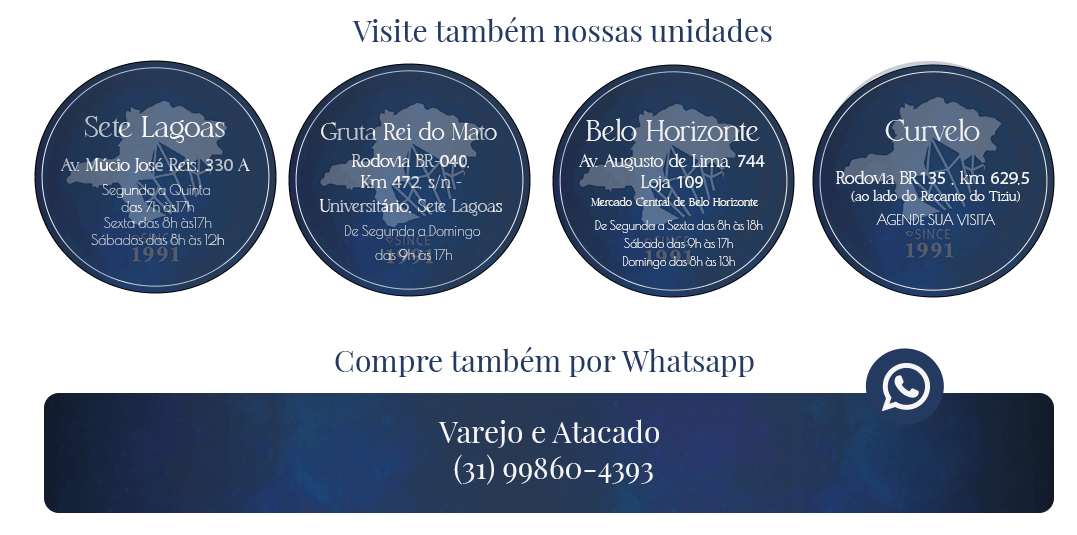 Visite também nossas unidades
Sete Lagoas
Av. Múcio José Reis, 330 A
Segunda a Quinta
das 7h às17h
Sexta das 8h às17h
Sábados das 8h às 12h
1991
Gruta Rei do Mato
Rodovia BR-040,
Km 472, s/n -
Universitário, Sete Lagoas
De Segunda a Domingo
SINCE
das 9h às 17h
1991
Belo Horizonte
Av. Augusto de Lima, 744
Loja 109
Mercado Central de Belo Horizonte
De Segunda a Sexta das 8h às 18h
Sábado das 9h às 17h
Domingo das 8h às 13h
1991
Curvelo
Rodovia BR135 , km 629,5
(ao lado do Recanto do Tiziu)
AGENDE SUA VISITA
SINCE
1991
Compre também por Whatsapp
Varejo e Atacado
(31) 99860-4393